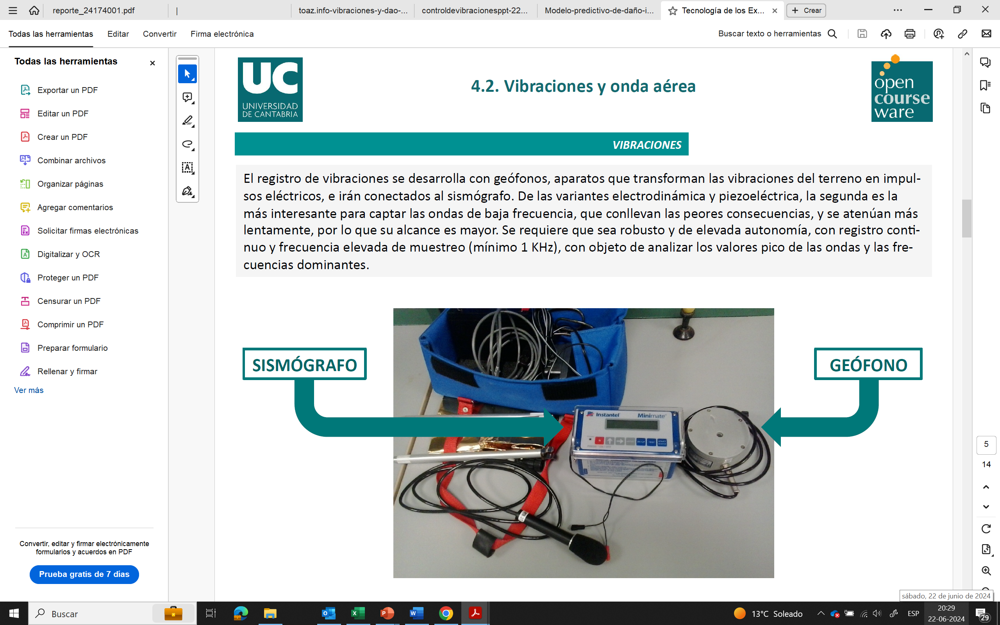 reporte_24174001.pdf
toaz.info-vibraciones-y-dao-...
controldevibracionesppt-22...
Modelo-predictivo-de-daño-i...
Tecnología de los Ex...
Crear
Todas las herramientas
Editar
Convertir
Firma electrónica
Buscar texto o herramientas
Todas las herramientas
Exportar un PDF
Editar un PDF
Crear un PDF
Combinar archivos
Organizar páginas
Agregar comentarios
Solicitar firmas electrónicas
Digitalizar y OCR
Proteger un PDF
Censurar un PDF
Comprimir un PDF
Preparar formulario
Rellenar y firmar
Ver más
Convertir, editar y firmar electrónicamente
formularios y acuerdos en PDF
Prueba gratis de 7 días
UC
UNIVERSIDAD
DE CANTABRIA
4.2. Vibraciones y onda aérea
open
course
ware
VIBRACIONES
El registro de vibraciones se desarrolla con geófonos, aparatos que transforman las vibraciones del terreno en impul-
sos eléctricos, e irán conectados al sismógrafo. De las variantes electrodinámica y piezoeléctrica, la segunda es la
más interesante para captar las ondas de baja frecuencia, que conllevan las peores consecuencias, y se atenúan más
lentamente, por lo que su alcance es mayor. Se requiere que sea robusto y de elevada autonomía, con registro conti-
nuo y frecuencia elevada de muestreo (mínimo 1 KHz), con objeto de analizar los valores pico de las ondas y las fre-
cuencias dominantes.
SISMÓGRAFO
GEÓFONO
Instantel
Minimate
SETUP
TEST
5
14
sábado, 22 de junio de 2024
Buscar
13°C Soleado
ESP
20:29
22-06-2024
29